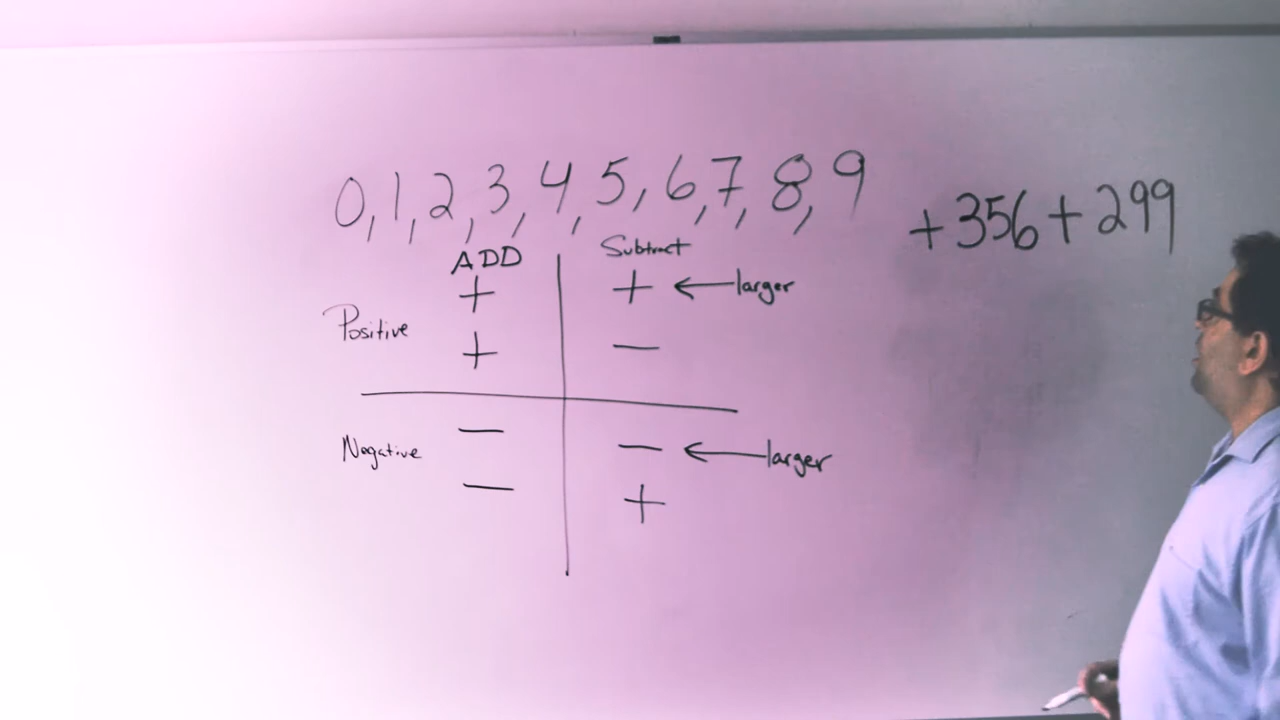 0, 1, 2, 3, 4, 5, 6, 7, 8, 9
+356+299
ADD Subtract
+ + ← larger
Positive
+ −
− − ← larger
Negative
− +